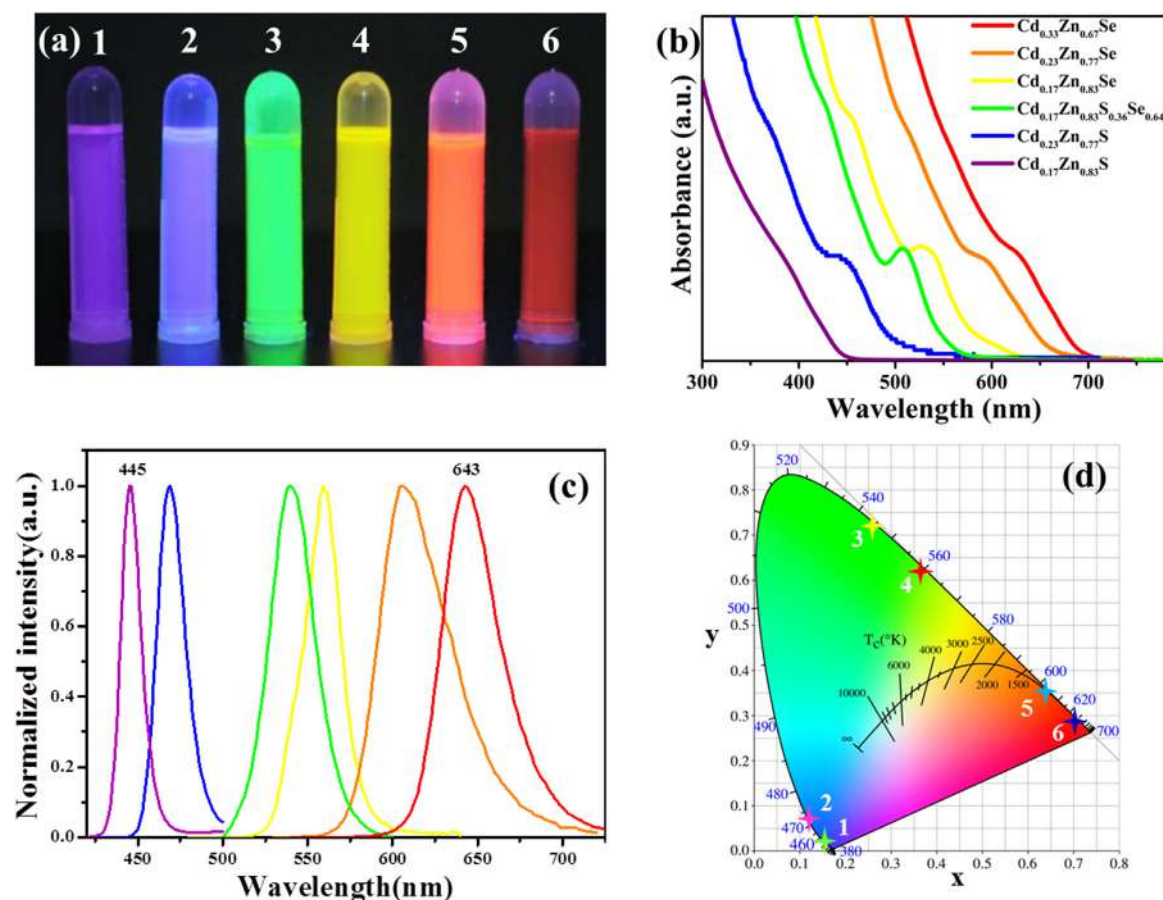 (a) 1 2 3 4 5 6
(b)
Cd0.33Zn0.67Se
Cd0.23Zn0.77Se
Cd0.17Zn0.83Se
Cd0.17Zn0.83S0.36Se0.64
Cd0.23Zn0.77S
Cd0.17Zn0.83S
Absorbance (a.u.)
300 400 500 600 700
Wavelength (nm)
(c)
445 643
Normalized intensity(a.u.)
1.0
0.8
0.6
0.4
0.2
0.0
450 500 550 600 650 700
Wavelength(nm)
(d)
y
0.9
0.8
0.7
0.6
0.5
0.4
0.3
0.2
0.1
0.0
520
540
560
500
580
Tc(°K)
6000 4000 3000 2500
2000 1500
600
10000
∞
620
490
700
480
470
460
380
3
4
5
6
2
1
0.0 0.1 0.2 0.3 0.4 0.5 0.6 0.7 0.8
x